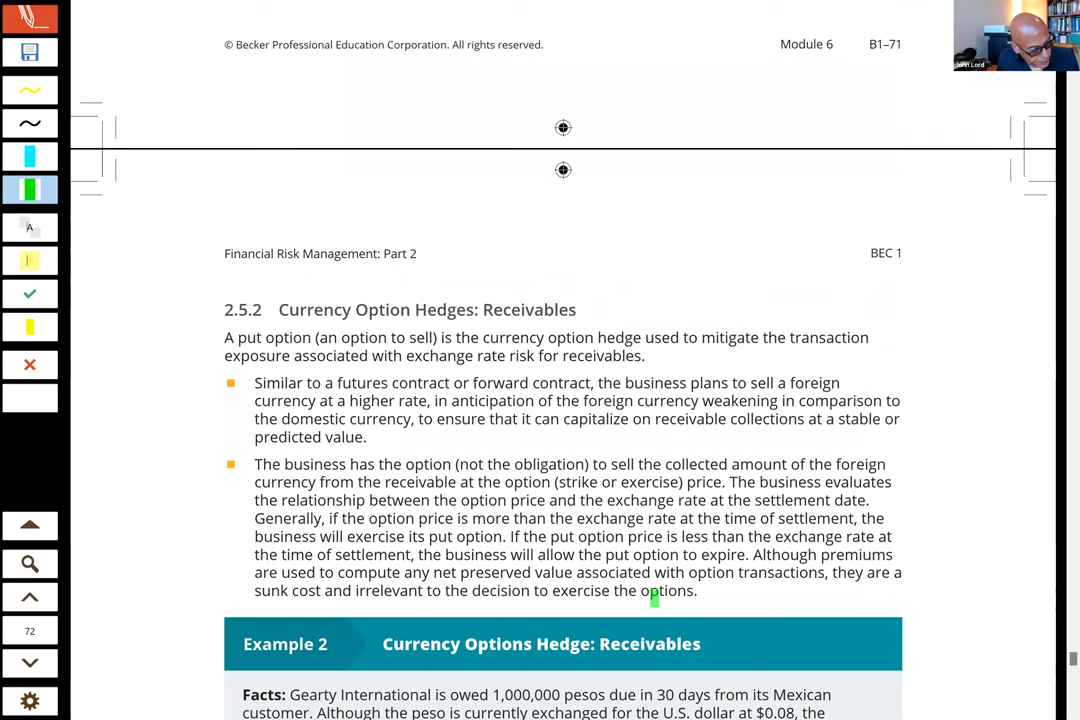 © Becker Professional Education Corporation. All rights reserved.
Module 6
B1–71
John Lord
Financial Risk Management: Part 2
BEC 1
2.5.2 Currency Option Hedges: Receivables
A put option (an option to sell) is the currency option hedge used to mitigate the transaction
exposure associated with exchange rate risk for receivables.
Similar to a futures contract or forward contract, the business plans to sell a foreign
currency at a higher rate, in anticipation of the foreign currency weakening in comparison to
the domestic currency, to ensure that it can capitalize on receivable collections at a stable or
predicted value.
The business has the option (not the obligation) to sell the collected amount of the foreign
currency from the receivable at the option (strike or exercise) price. The business evaluates
the relationship between the option price and the exchange rate at the settlement date.
Generally, if the option price is more than the exchange rate at the time of settlement, the
business will exercise its put option. If the put option price is less than the exchange rate at
the time of settlement, the business will allow the put option to expire. Although premiums
are used to compute any net preserved value associated with option transactions, they are a
sunk cost and irrelevant to the decision to exercise the options.
Example 2 Currency Options Hedge: Receivables
Facts: Gearty International is owed 1,000,000 pesos due in 30 days from its Mexican
customer. Although the peso is currently exchanged for the U.S. dollar at $0.08, the
A
72